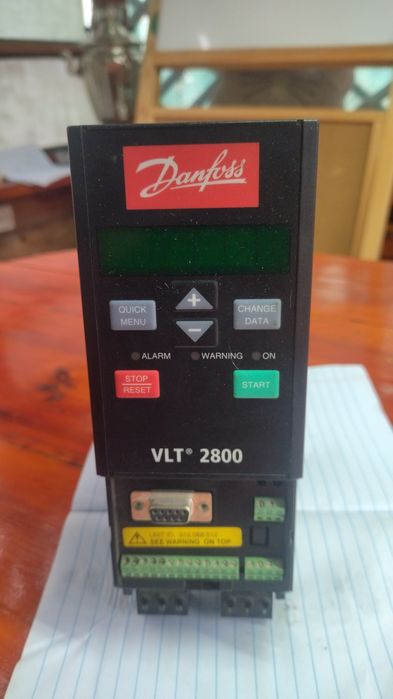 Danfoss
QUICK
MENU
+
-
CHANGE
DATA
ALARM
WARNING
ON
STOP
RESET
START
VLT® 2800
SEE WARNING ON TOP